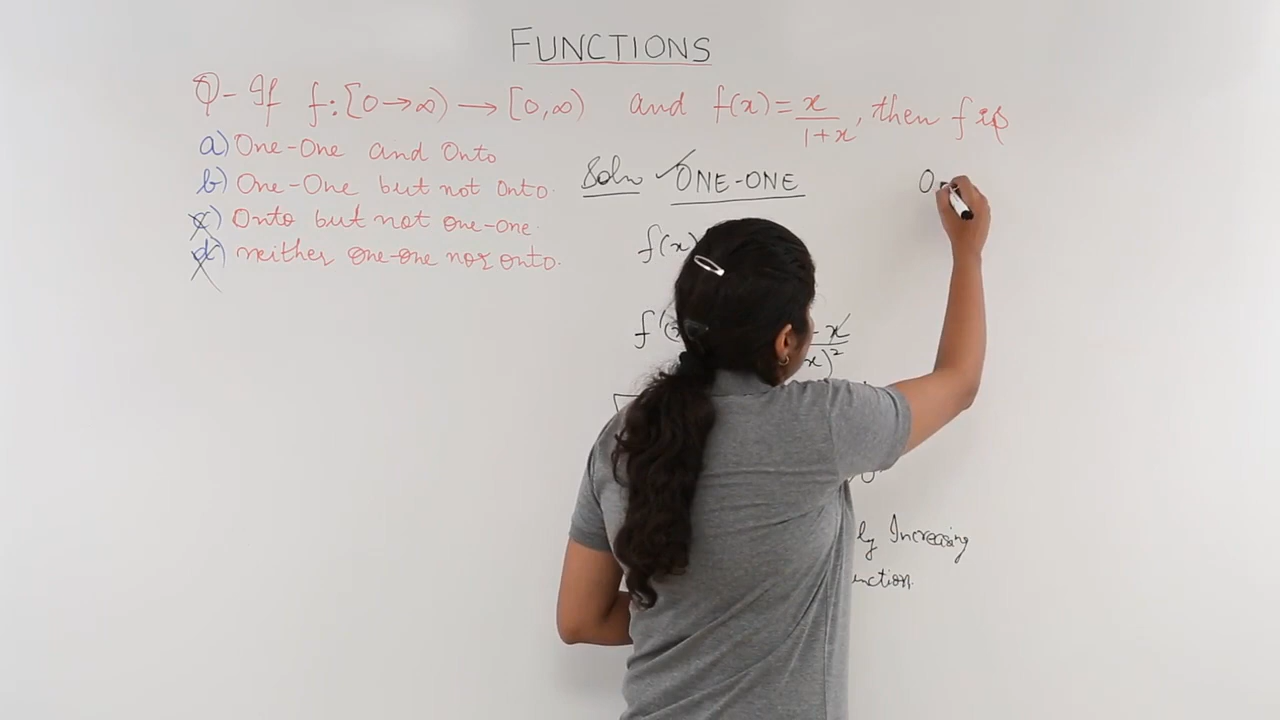 FUNCTIONS
Q- If f: [0→∞) → [0,∞) and f(x) = x/1+x, then f is
a) One-One and Onto
b) One-One but not Onto.
c) Onto but not one-one.
d) neither one-one nor onto.
Soln ✓ONE-ONE
f(x)
f'(x
- x
x)²
ly Increasing
unction.